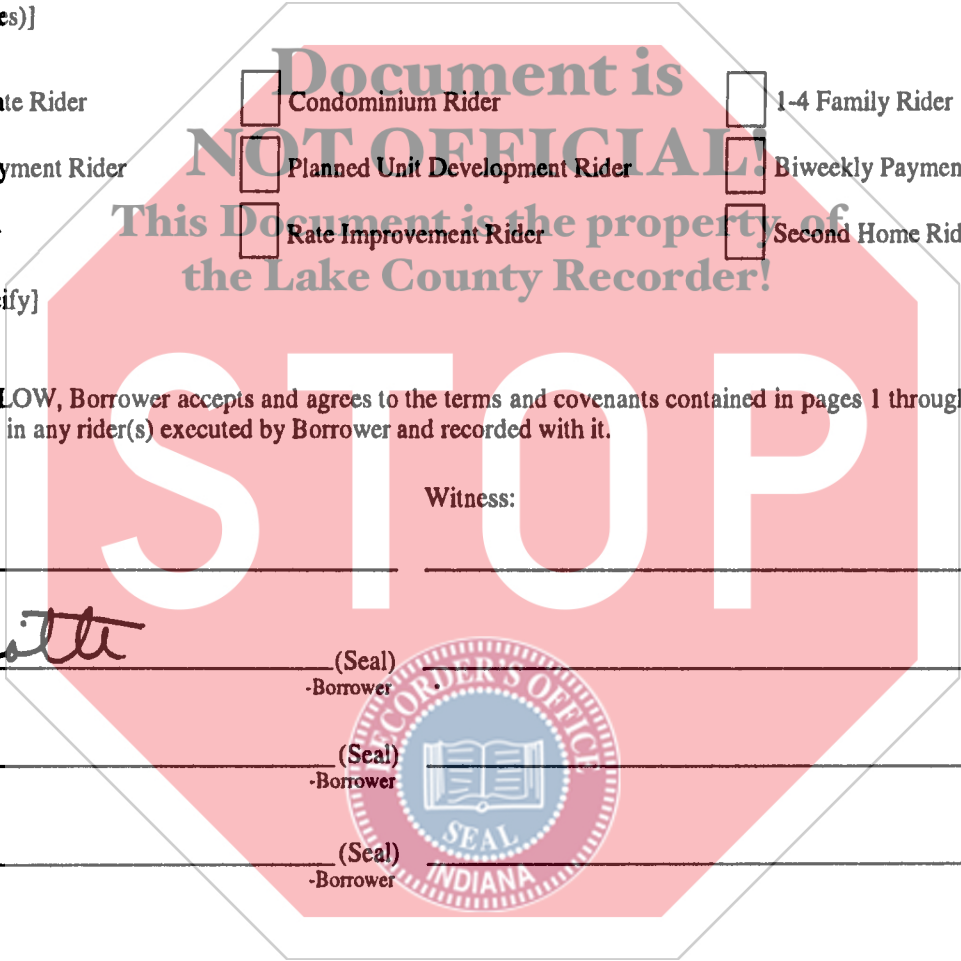 es)]
Document is
te Rider Condominium Rider 1-4 Family Rider
NOT OFFICIAL!
yment Rider Planned Unit Development Rider Biweekly Paymen
This Document is the property of
Rate Improvement Rider Second Home Rid
the Lake County Recorder!
ify]
STOP
LOW, Borrower accepts and agrees to the terms and covenants contained in pages 1 through
in any rider(s) executed by Borrower and recorded with it.
Witness:
(Seal)
-Borrower
RECORDER'S OFFICE
(Seal)
-Borrower
SEAL
(Seal)
-Borrower
INDIANA